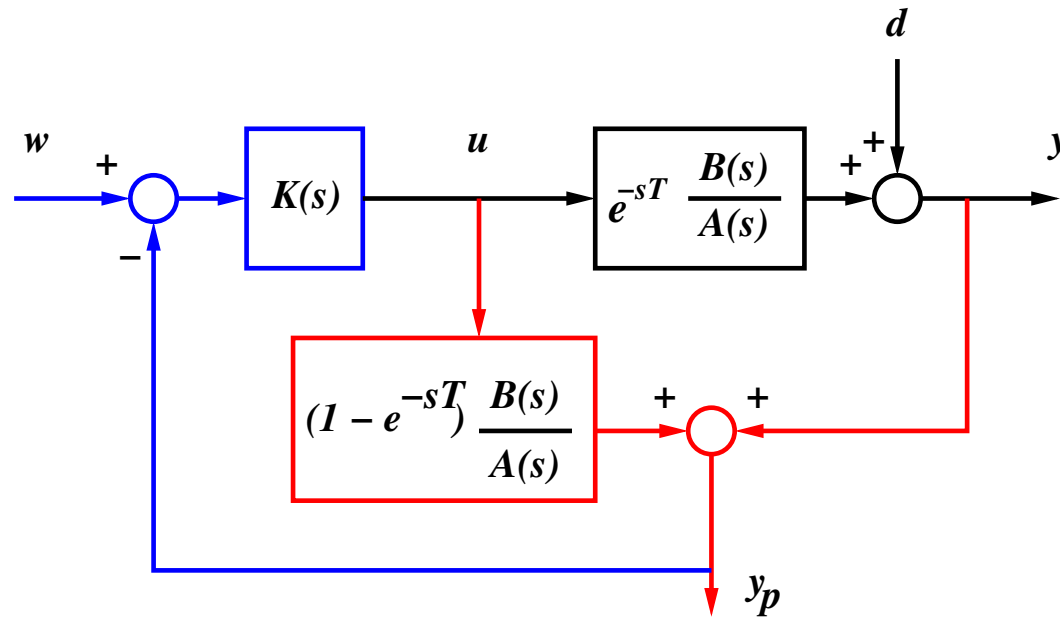 d
w
u
y
+
+
+
K(s)
e^{-sT} B(s)/A(s)
−
(1 − e^{−sT}) B(s)/A(s)
+
+
y_p